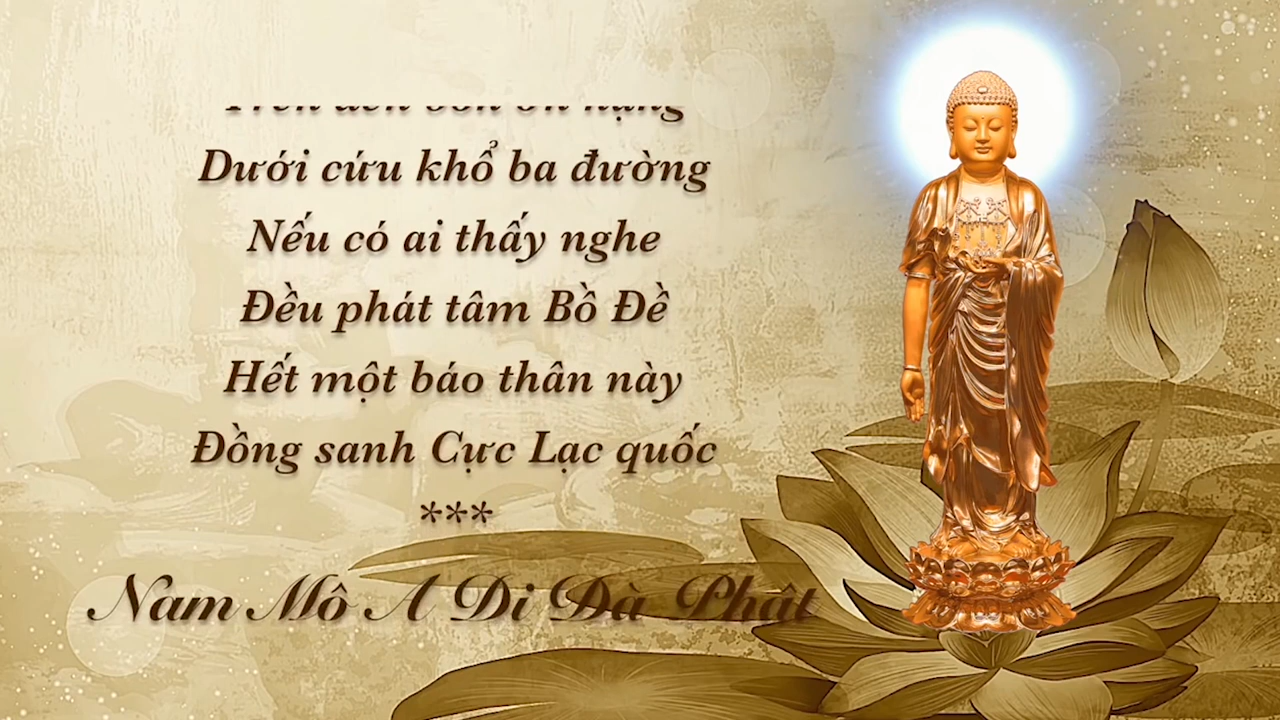 Dưới cứu khổ ba đường
Nếu có ai thấy nghe
Đều phát tâm Bồ Đề
Hết một báo thân này
Đồng sanh Cực Lạc quốc
***
Nam Mô A Di Đà Phật